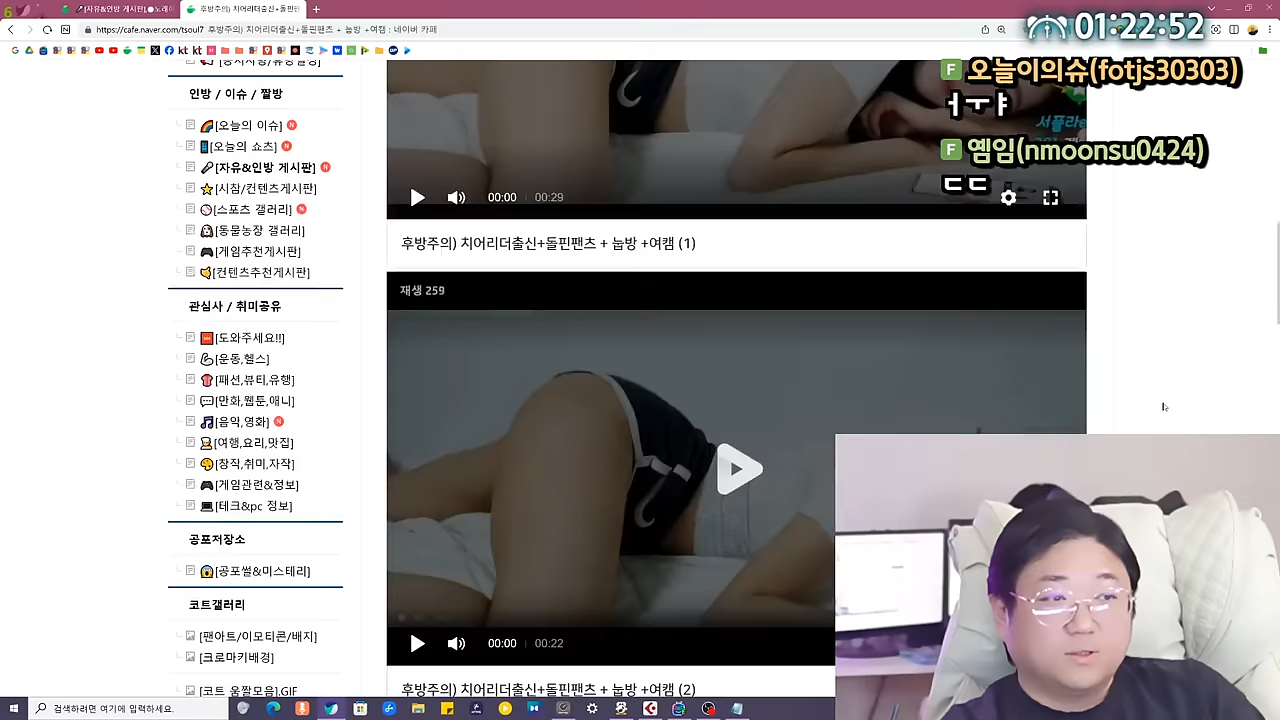 후방주의) 치어리더출신+돌핀팬츠 + 눕방 +여캠 : 네이버 카페
https://cafe.naver.com/tsoul7
01:22:52
오늘이의슈(fotjs30303)
ㅓㅜㅑ
옘임(nmoonsu0424)
ㄷㄷ
인방 / 이슈 / 짤방
[오늘의 이슈]
[오늘의 쇼츠]
[자유&인방 게시판]
[시참/컨텐츠게시판]
[스포츠 갤러리]
[동물농장 갤러리]
[게임추천게시판]
[컨텐츠추천게시판]
관심사 / 취미공유
[도와주세요!!]
[운동,헬스]
[패션,뷰티,유행]
[만화,웹툰,애니]
[음악,영화]
[여행,요리,맛집]
[창작,취미,자작]
[게임관련&정보]
[테크&pc 정보]
공포저장소
[공포썰&미스테리]
코트갤러리
[팬아트/이모티콘/배지]
[크로마키배경]
[코트 움짤모음].GIF
00:00 00:29
후방주의) 치어리더출신+돌핀팬츠 + 눕방 +여캠 (1)
재생 259
00:00 00:22
후방주의) 치어리더출신+돌핀팬츠 + 눕방 +여캠 (2)
검색하려면 여기에 입력하세요.